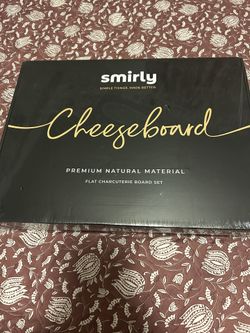 smirly
SIMPLE THINGS, MADE BETTER.
Cheeseboard
PREMIUM NATURAL MATERIAL
FLAT CHARCUTERIE BOARD SET